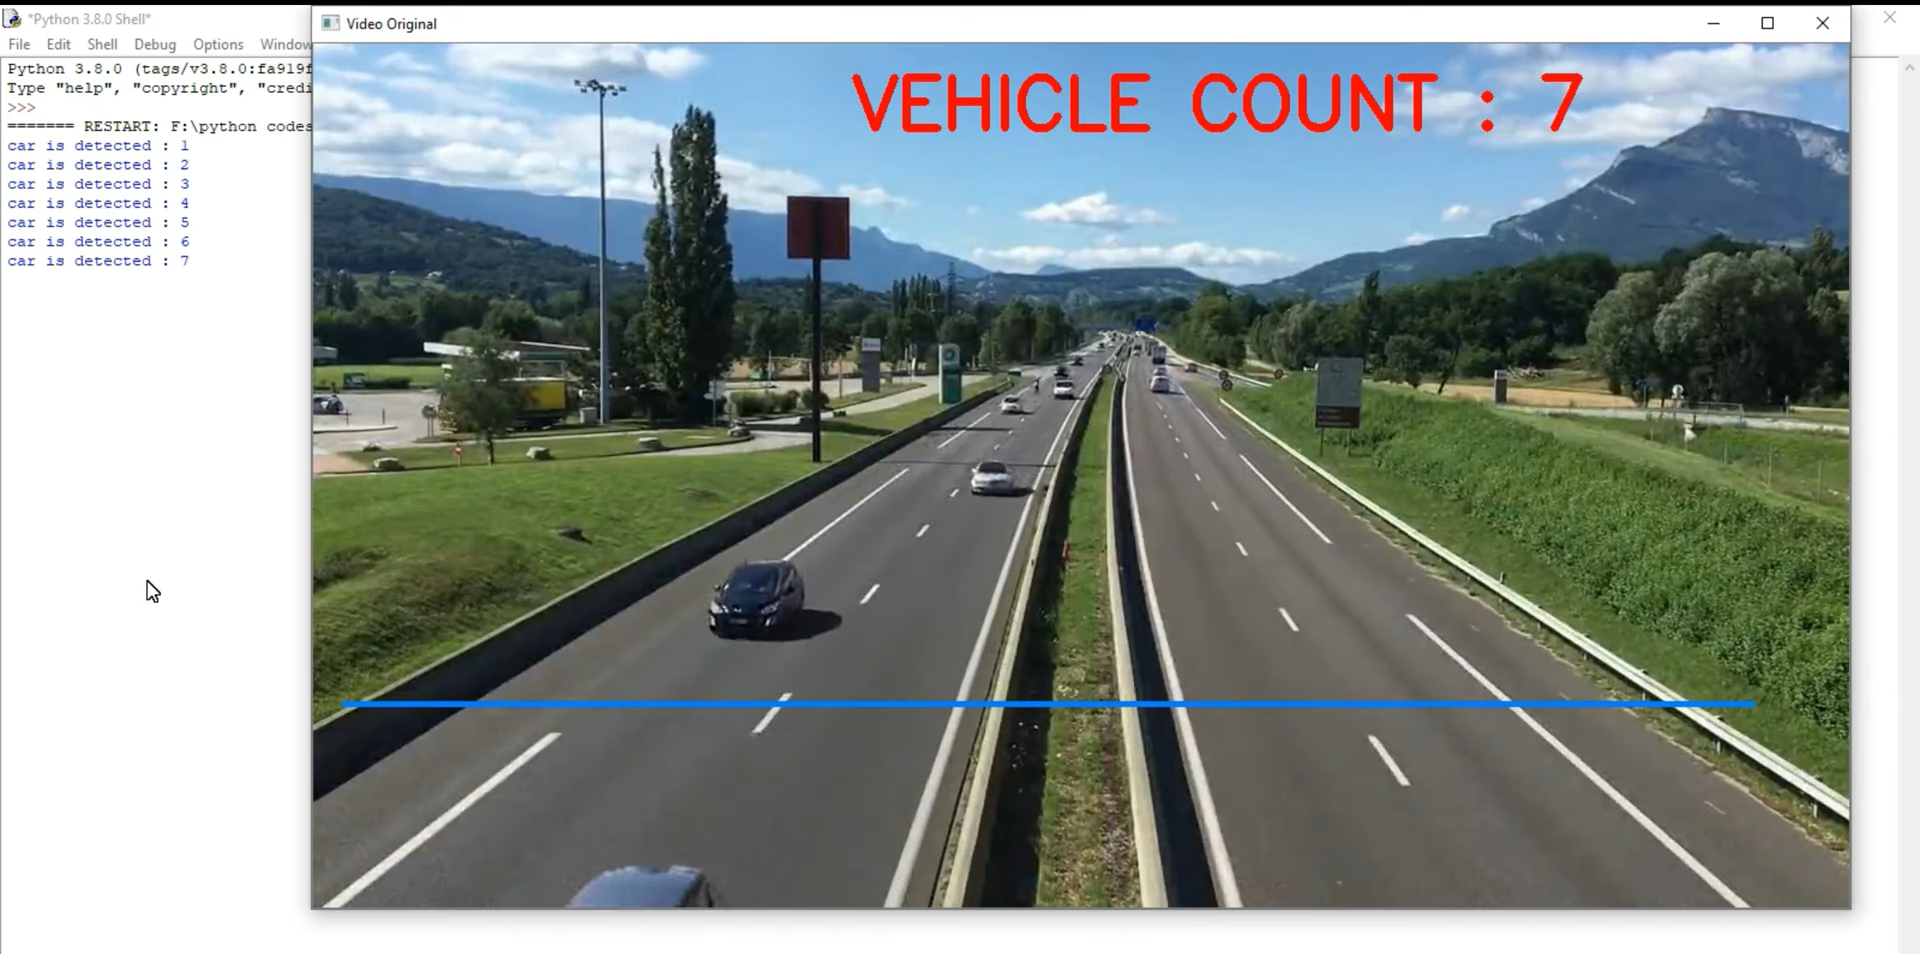 *Python 3.8.0 Shell*
File Edit Shell Debug Options Window
Python 3.8.0 (tags/v3.8.0:fa919f
Type "help", "copyright", "credi
>>>
======= RESTART: F:\python codes
car is detected : 1
car is detected : 2
car is detected : 3
car is detected : 4
car is detected : 5
car is detected : 6
car is detected : 7
Video Original
VEHICLE COUNT : 7